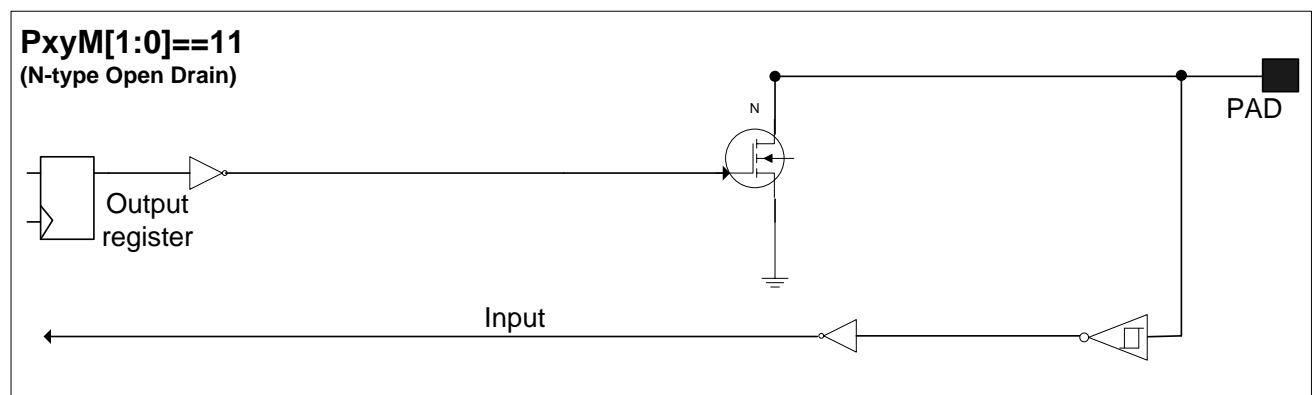 PxyM[1:0]==11
(N-type Open Drain)
N
PAD
Output
register
Input